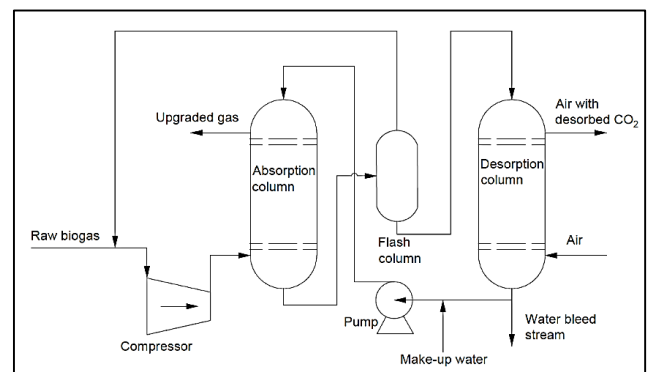 Upgraded gas
Absorption
column
Desorption
column
Air with
desorbed CO₂
Raw biogas
Flash
column
Air
Compressor
Pump
Make-up water
Water bleed
stream